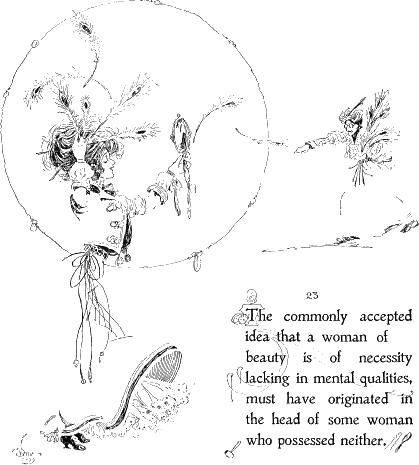 23
The commonly accepted
idea that a woman of
beauty is of necessity
lacking in mental qualities,
must have originated in
the head of some woman
who possessed neither.